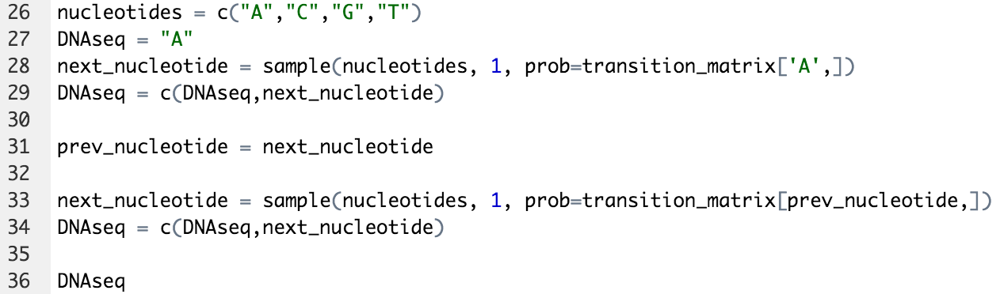 26 nucleotides = c("A","C","G","T")
27 DNAseq = "A"
28 next_nucleotide = sample(nucleotides, 1, prob=transition_matrix['A',])
29 DNAseq = c(DNAseq,next_nucleotide)
30
31 prev_nucleotide = next_nucleotide
32
33 next_nucleotide = sample(nucleotides, 1, prob=transition_matrix[prev_nucleotide,])
34 DNAseq = c(DNAseq,next_nucleotide)
35
36 DNAseq